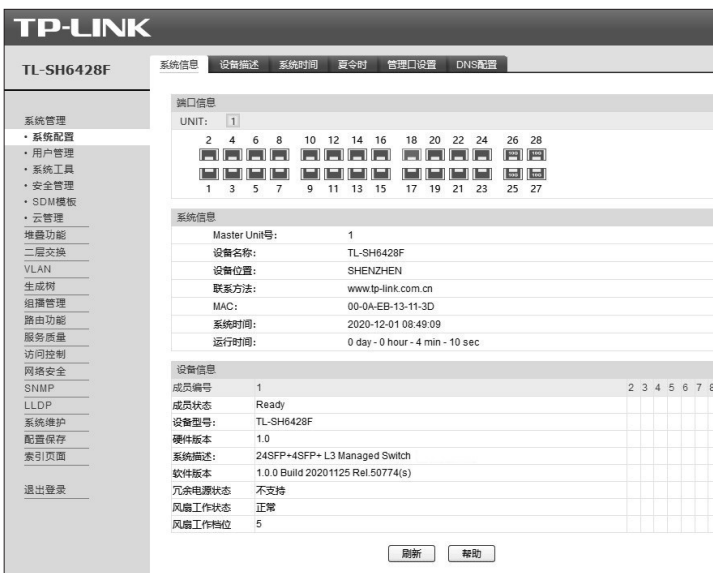 TP-LINK
TL-SH6428F
系统信息 设备描述 系统时间 夏令时 管理口设置 DNS配置
系统管理
• 系统配置
• 用户管理
• 系统工具
• 安全管理
• SDM模板
• 云管理
堆叠功能
二层交换
VLAN
生成树
组播管理
路由功能
服务质量
访问控制
网络安全
SNMP
LLDP
系统维护
配置保存
索引页面
退出登录
端口信息
UNIT: 1
2 4 6 8 10 12 14 16 18 20 22 24 26 28
10G 10G
10G 10G
1 3 5 7 9 11 13 15 17 19 21 23 25 27
系统信息
Master Unit号: 1
设备名称: TL-SH6428F
设备位置: SHENZHEN
联系方法: www.tp-link.com.cn
MAC: 00-0A-EB-13-11-3D
系统时间: 2020-12-01 08:49:09
运行时间: 0 day - 0 hour - 4 min - 10 sec
设备信息
成员编号 1 2 3 4 5 6 7 8
成员状态 Ready
设备型号: TL-SH6428F
硬件版本 1.0
系统描述: 24SFP+4SFP+ L3 Managed Switch
软件版本 1.0.0 Build 20201125 Rel.50774(s)
冗余电源状态 不支持
风扇工作状态 正常
风扇工作档位 5
刷新 帮助